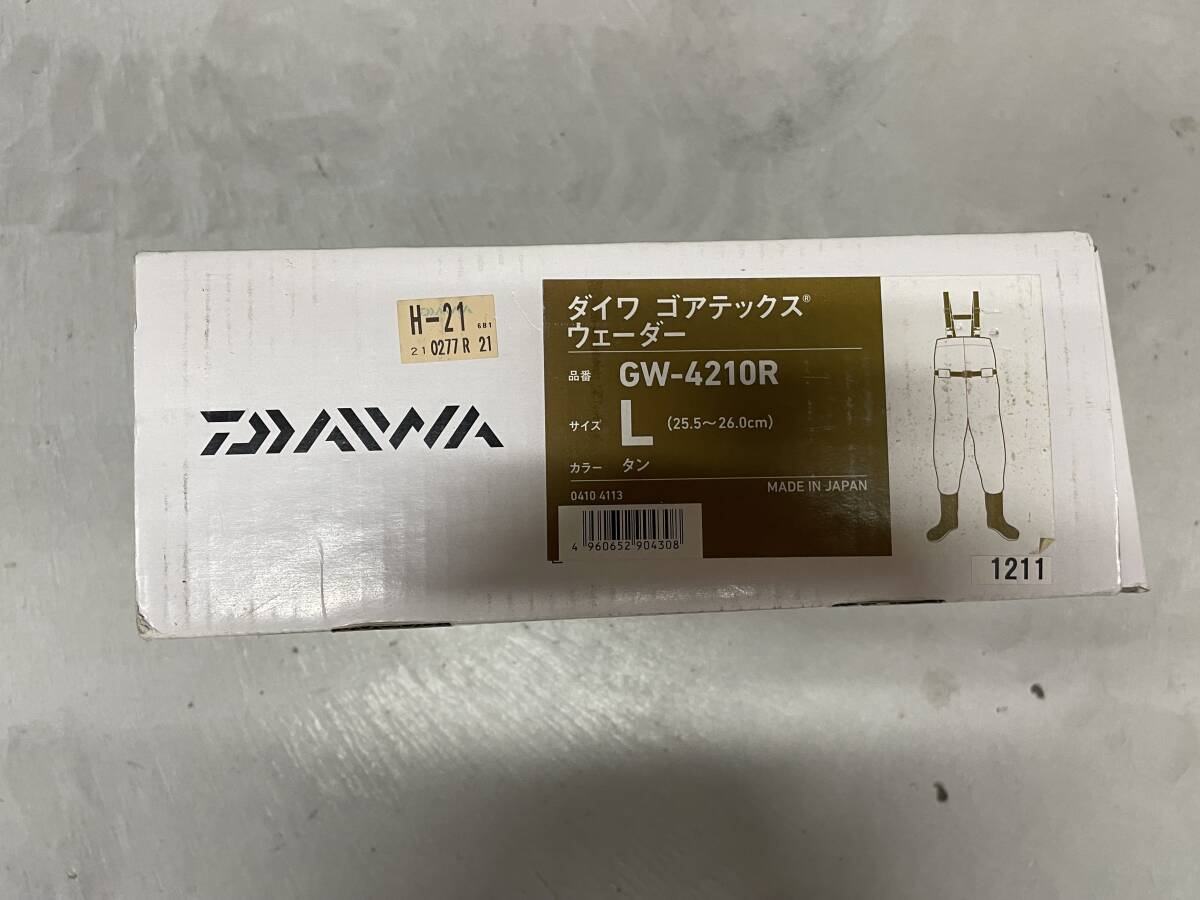 H-21 681
21 0277 R 21
DAIWA
ダイワ ゴアテックス®
ウェーダー
品番 GW-4210R
サイズ L (25.5〜26.0cm)
カラー タン
0410 4113 MADE IN JAPAN
4 960652 904308
1211